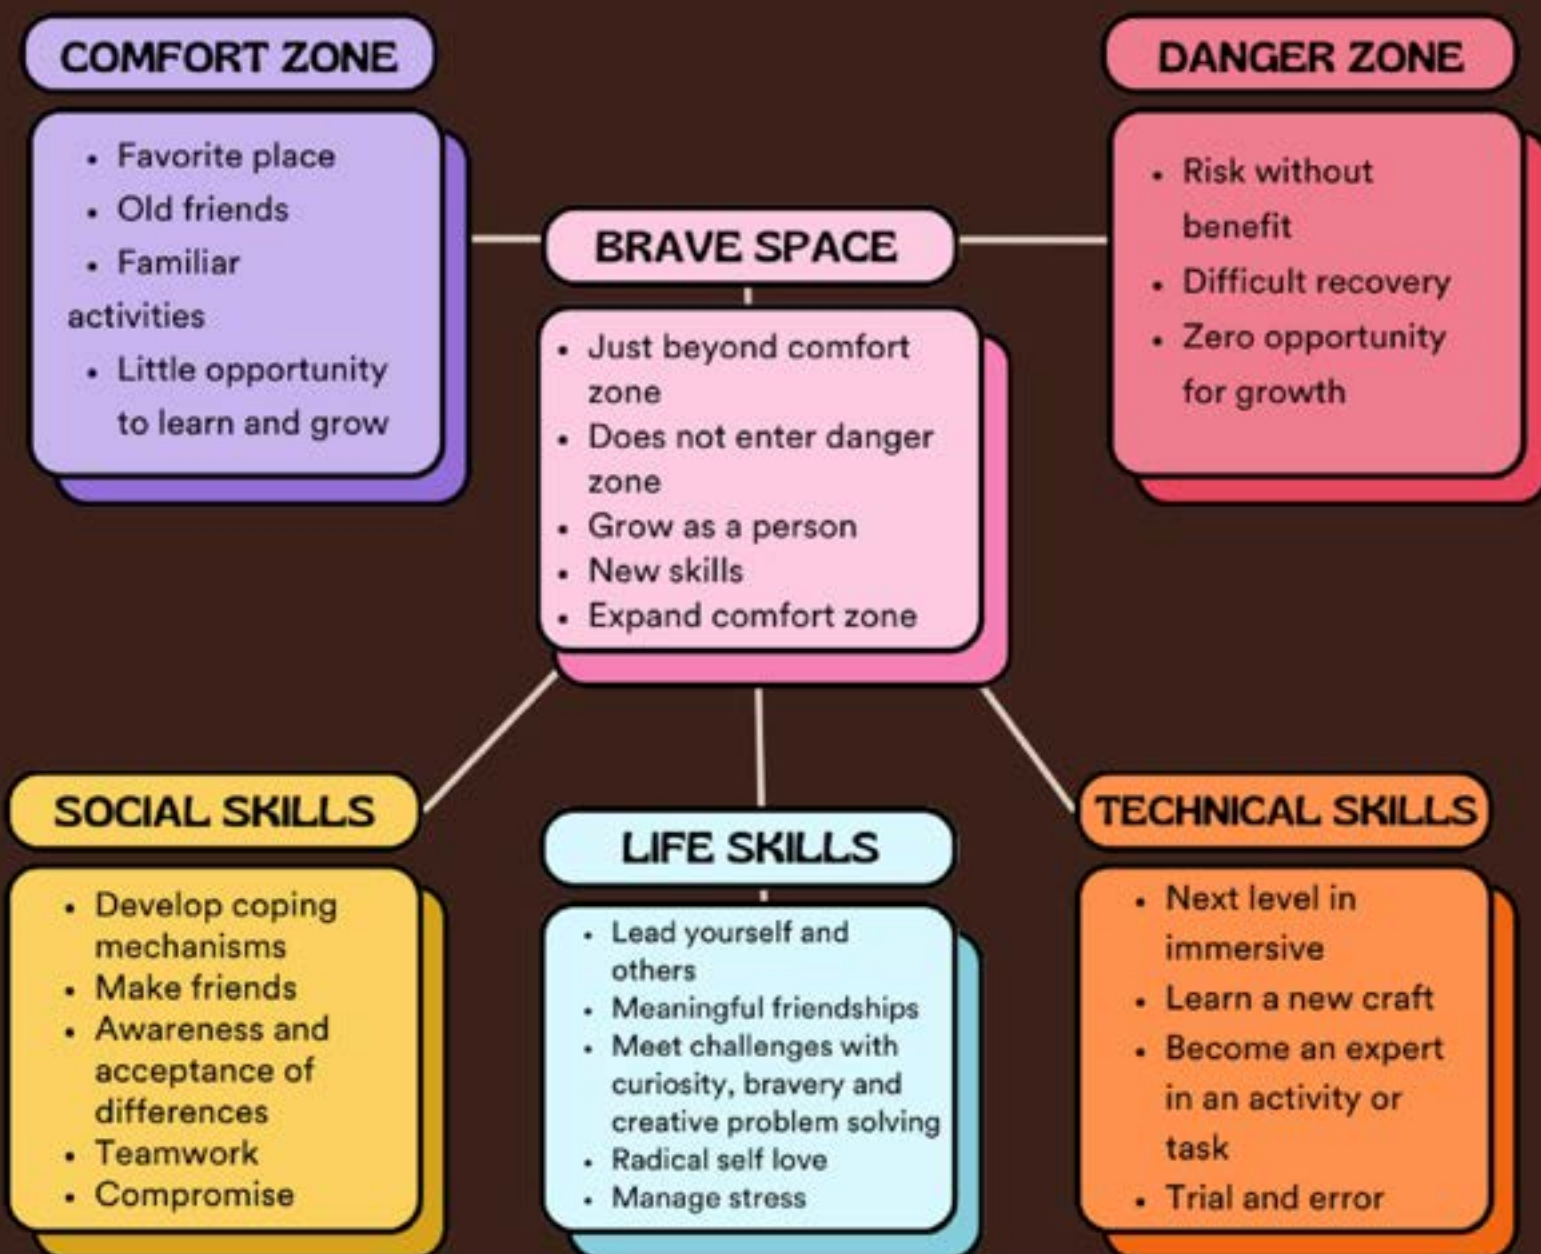 COMFORT ZONE
• Favorite place
• Old friends
• Familiar
activities
• Little opportunity
to learn and grow
DANGER ZONE
• Risk without
benefit
• Difficult recovery
• Zero opportunity
for growth
BRAVE SPACE
• Just beyond comfort
zone
• Does not enter danger
zone
• Grow as a person
• New skills
• Expand comfort zone
SOCIAL SKILLS
• Develop coping
mechanisms
• Make friends
• Awareness and
acceptance of
differences
• Teamwork
• Compromise
LIFE SKILLS
• Lead yourself and
others
• Meaningful friendships
• Meet challenges with
curiosity, bravery and
creative problem solving
• Radical self love
• Manage stress
TECHNICAL SKILLS
• Next level in
immersive
• Learn a new craft
• Become an expert
in an activity or
task
• Trial and error